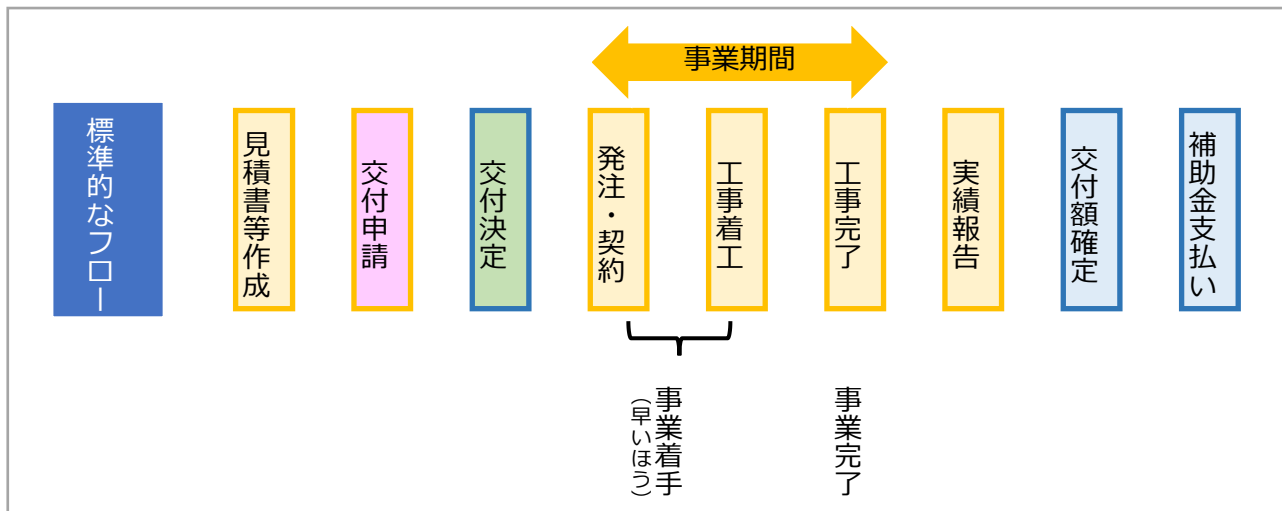 事業期間
標準的なフロー
見積書等作成
交付申請
交付決定
発注・契約
工事着工
工事完了
実績報告
交付額確定
補助金支払い
事業着手
（早いほう）
事業完了